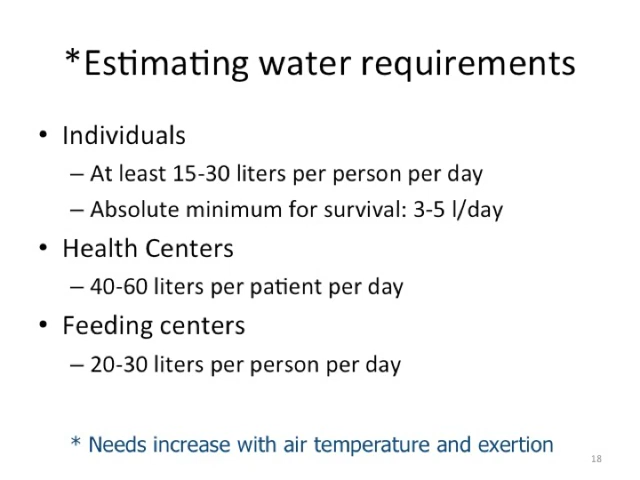 *Estimating water requirements
• Individuals
– At least 15-30 liters per person per day
– Absolute minimum for survival: 3-5 l/day
• Health Centers
– 40-60 liters per patient per day
• Feeding centers
– 20-30 liters per person per day
* Needs increase with air temperature and exertion
18